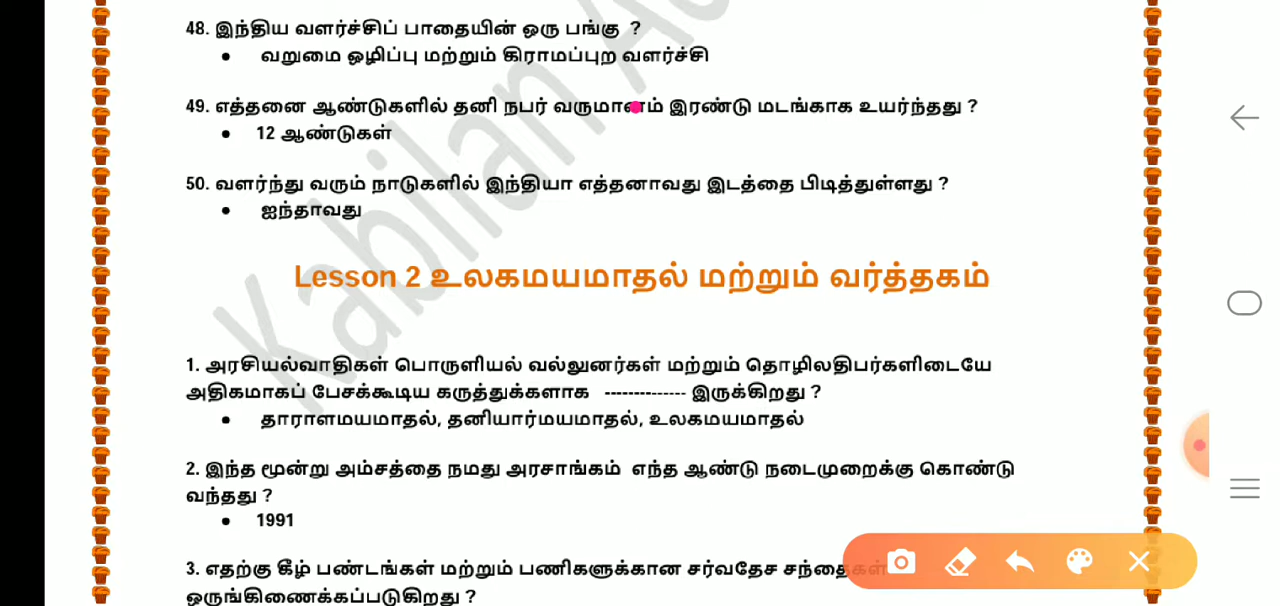 48. இந்திய வளர்ச்சிப் பாதையின் ஒரு பங்கு ?
• வறுமை ஒழிப்பு மற்றும் கிராமப்புற வளர்ச்சி
49. எத்தனை ஆண்டுகளில் தனி நபர் வருமானம் இரண்டு மடங்காக உயர்ந்தது ?
• 12 ஆண்டுகள்
50. வளர்ந்து வரும் நாடுகளில் இந்தியா எத்தனாவது இடத்தை பிடித்துள்ளது ?
• ஐந்தாவது
Lesson 2 உலகமயமாதல் மற்றும் வர்த்தகம்
1. அரசியல்வாதிகள் பொருளியல் வல்லுனர்கள் மற்றும் தொழிலதிபர்களிடையே
அதிகமாகப் பேசக்கூடிய கருத்துக்களாக ------------- இருக்கிறது ?
• தாராளமயமாதல், தனியார்மயமாதல், உலகமயமாதல்
2. இந்த மூன்று அம்சத்தை நமது அரசாங்கம் எந்த ஆண்டு நடைமுறைக்கு கொண்டு
வந்தது ?
• 1991
3. எதற்கு கீழ் பண்டங்கள் மற்றும் பணிகளுக்கான சர்வதேச சந்தைகள்
ஒருங்கிணைக்கப்படுகிறது ?
Kabilan